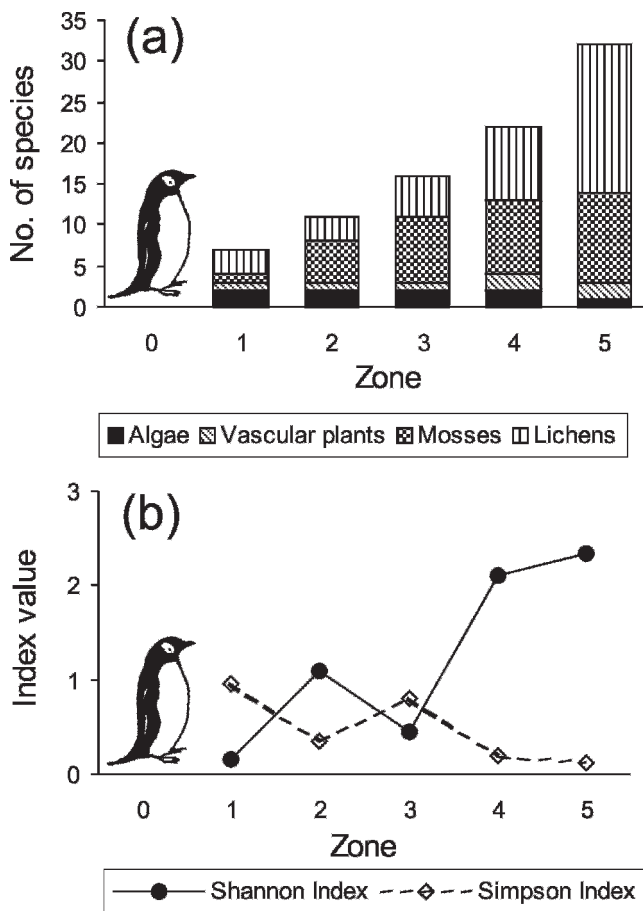 (a)
No. of species
35
30
25
20
15
10
5
0
0 1 2 3 4 5
Zone
Algae Vascular plants Mosses Lichens
(b)
Index value
3
2
1
0
0 1 2 3 4 5
Zone
Shannon Index Simpson Index